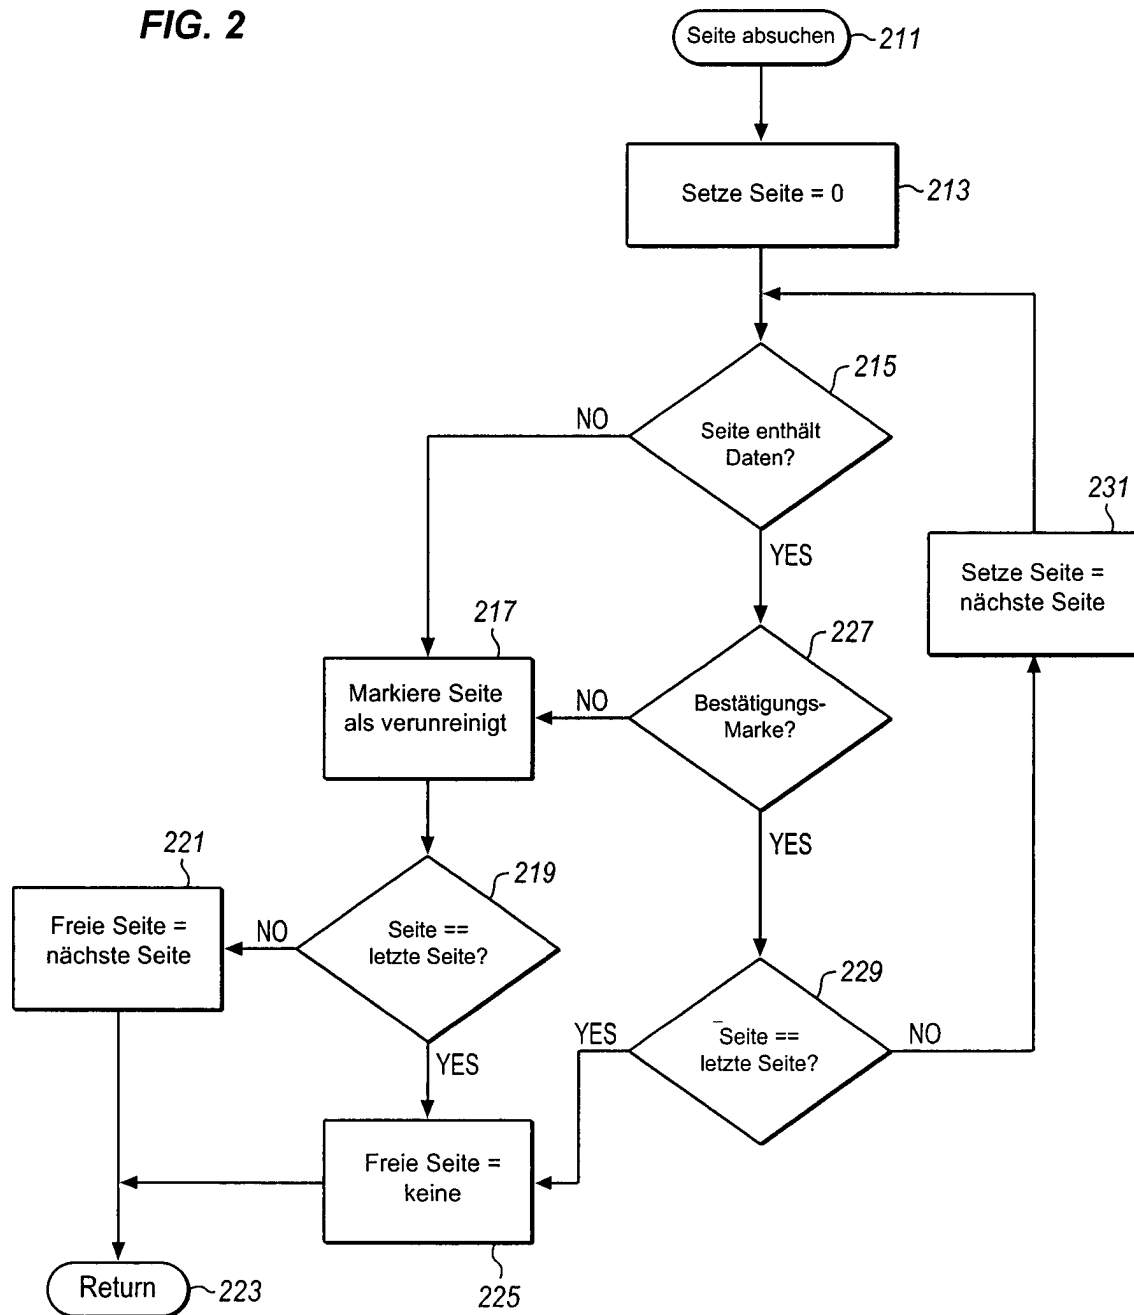 FIG. 2
Seite absuchen
211
Setze Seite = 0
213
215
Seite enthält
Daten?
NO
YES
231
Setze Seite =
nächste Seite
217
Markiere Seite
als verunreinigt
227
Bestätigungs-
Marke?
NO
YES
221
Freie Seite =
nächste Seite
219
Seite ==
letzte Seite?
NO
YES
229
Seite ==
letzte Seite?
YES
NO
Freie Seite =
keine
225
Return
223